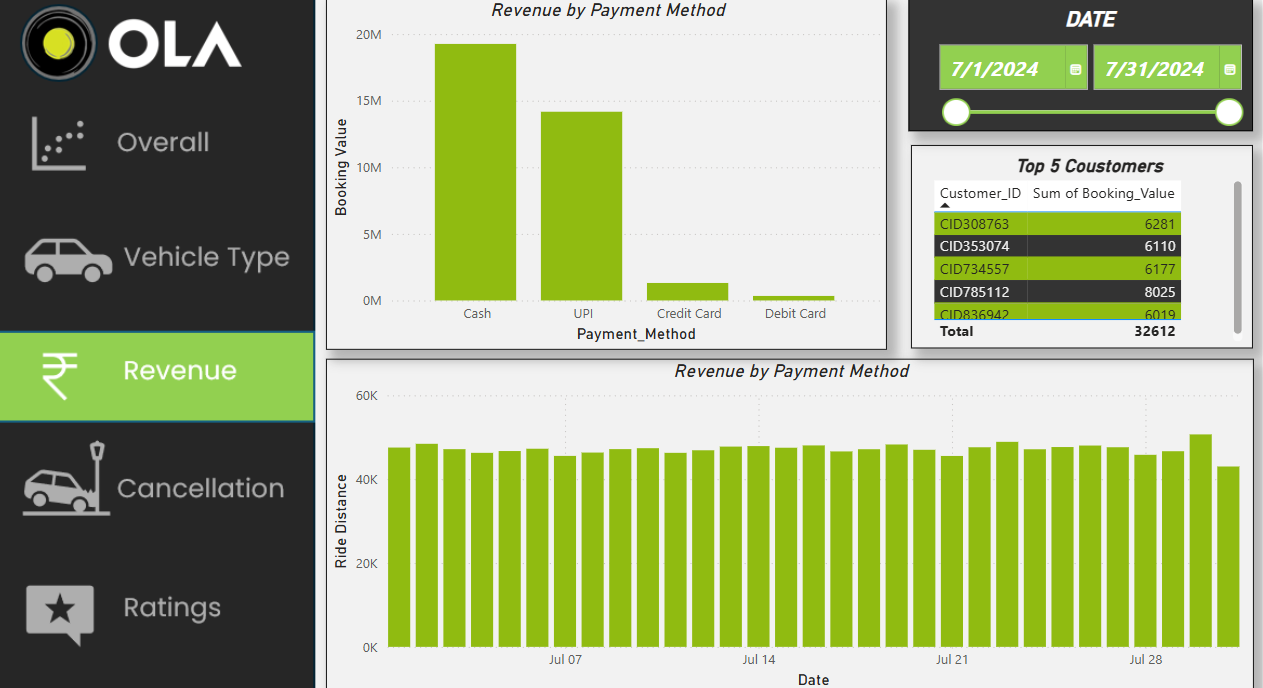 OLA
Overall
Vehicle Type
Revenue
Cancellation
Ratings
Revenue by Payment Method
Booking Value
20M
15M
10M
5M
0M
Cash UPI Credit Card Debit Card
Payment_Method
DATE
7/1/2024 7/31/2024
Top 5 Coustomers
Customer_ID Sum of Booking_Value
CID308763 6281
CID353074 6110
CID734557 6177
CID785112 8025
CID836942 6019
Total 32612
Revenue by Payment Method
Ride Distance
60K
40K
20K
0K
Jul 07 Jul 14 Jul 21 Jul 28
Date